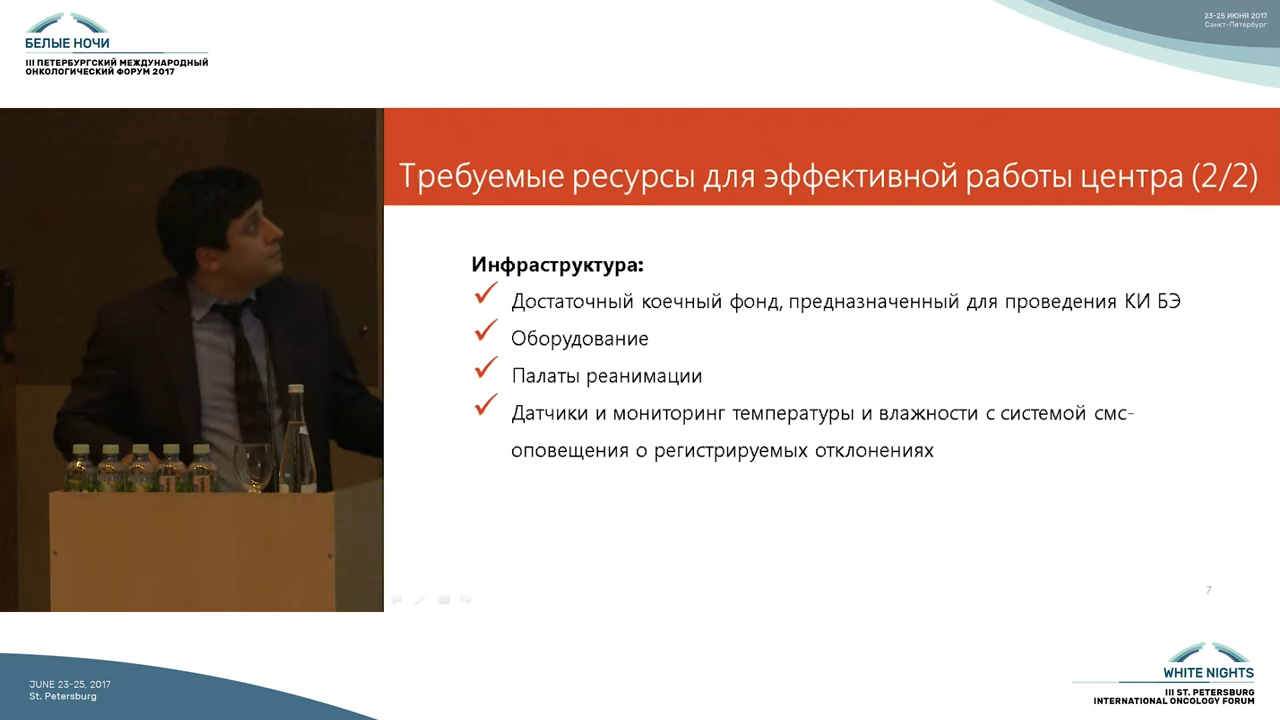 БЕЛЫЕ НОЧИ
III ПЕТЕРБУРГСКИЙ МЕЖДУНАРОДНЫЙ
ОНКОЛОГИЧЕСКИЙ ФОРУМ 2017
23-25 ИЮНЯ 2017
Санкт-Петербург
Требуемые ресурсы для эффективной работы центра (2/2)
Инфраструктура:
Достаточный коечный фонд, предназначенный для проведения КИ БЭ
Оборудование
Палаты реанимации
Датчики и мониторинг температуры и влажности с системой смс-
оповещения о регистрируемых отклонениях
7
JUNE 23-25, 2017
St. Petersburg
WHITE NIGHTS
III ST. PETERSBURG
INTERNATIONAL ONCOLOGY FORUM